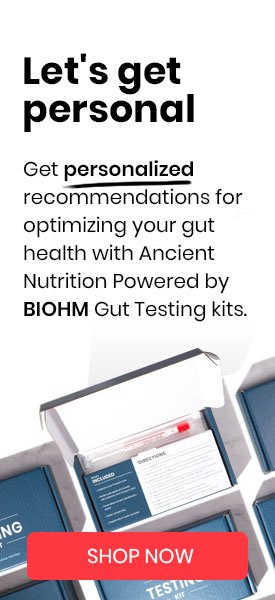 Let's get
personal
Get personalized
recommendations for
optimizing your gut
health with Ancient
Nutrition Powered by
BIOHM Gut Testing kits.
INCLUDED
DIRECTIONS
TESTING
KIT
SHOP NOW